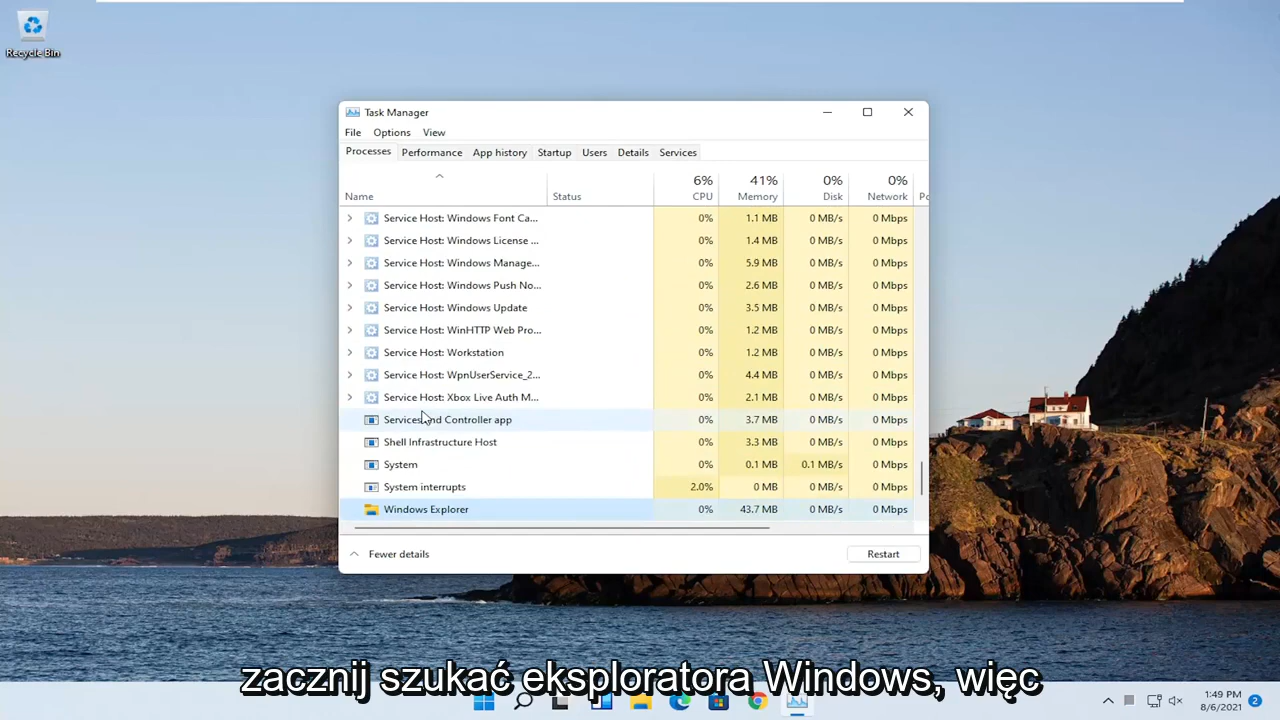 Recycle Bin
Task Manager
File Options View
Processes Performance App history Startup Users Details Services
6% 41% 0% 0%
Name Status CPU Memory Disk Network Po
Service Host: Windows Font Ca... 0% 1.1 MB 0 MB/s 0 Mbps
Service Host: Windows License ... 0% 1.4 MB 0 MB/s 0 Mbps
Service Host: Windows Manage... 0% 5.9 MB 0 MB/s 0 Mbps
Service Host: Windows Push No... 0% 2.6 MB 0 MB/s 0 Mbps
Service Host: Windows Update 0% 3.5 MB 0 MB/s 0 Mbps
Service Host: WinHTTP Web Pro... 0% 1.2 MB 0 MB/s 0 Mbps
Service Host: Workstation 0% 1.2 MB 0 MB/s 0 Mbps
Service Host: WpnUserService_2... 0% 4.4 MB 0 MB/s 0 Mbps
Service Host: Xbox Live Auth M... 0% 2.1 MB 0 MB/s 0 Mbps
Services and Controller app 0% 3.7 MB 0 MB/s 0 Mbps
Shell Infrastructure Host 0% 3.3 MB 0 MB/s 0 Mbps
System 0% 0.1 MB 0.1 MB/s 0 Mbps
System interrupts 2.0% 0 MB 0 MB/s 0 Mbps
Windows Explorer 0% 43.7 MB 0 MB/s 0 Mbps
Fewer details Restart
zacznij szukać eksploratora Windows, więc
1:49 PM
8/6/2021
2